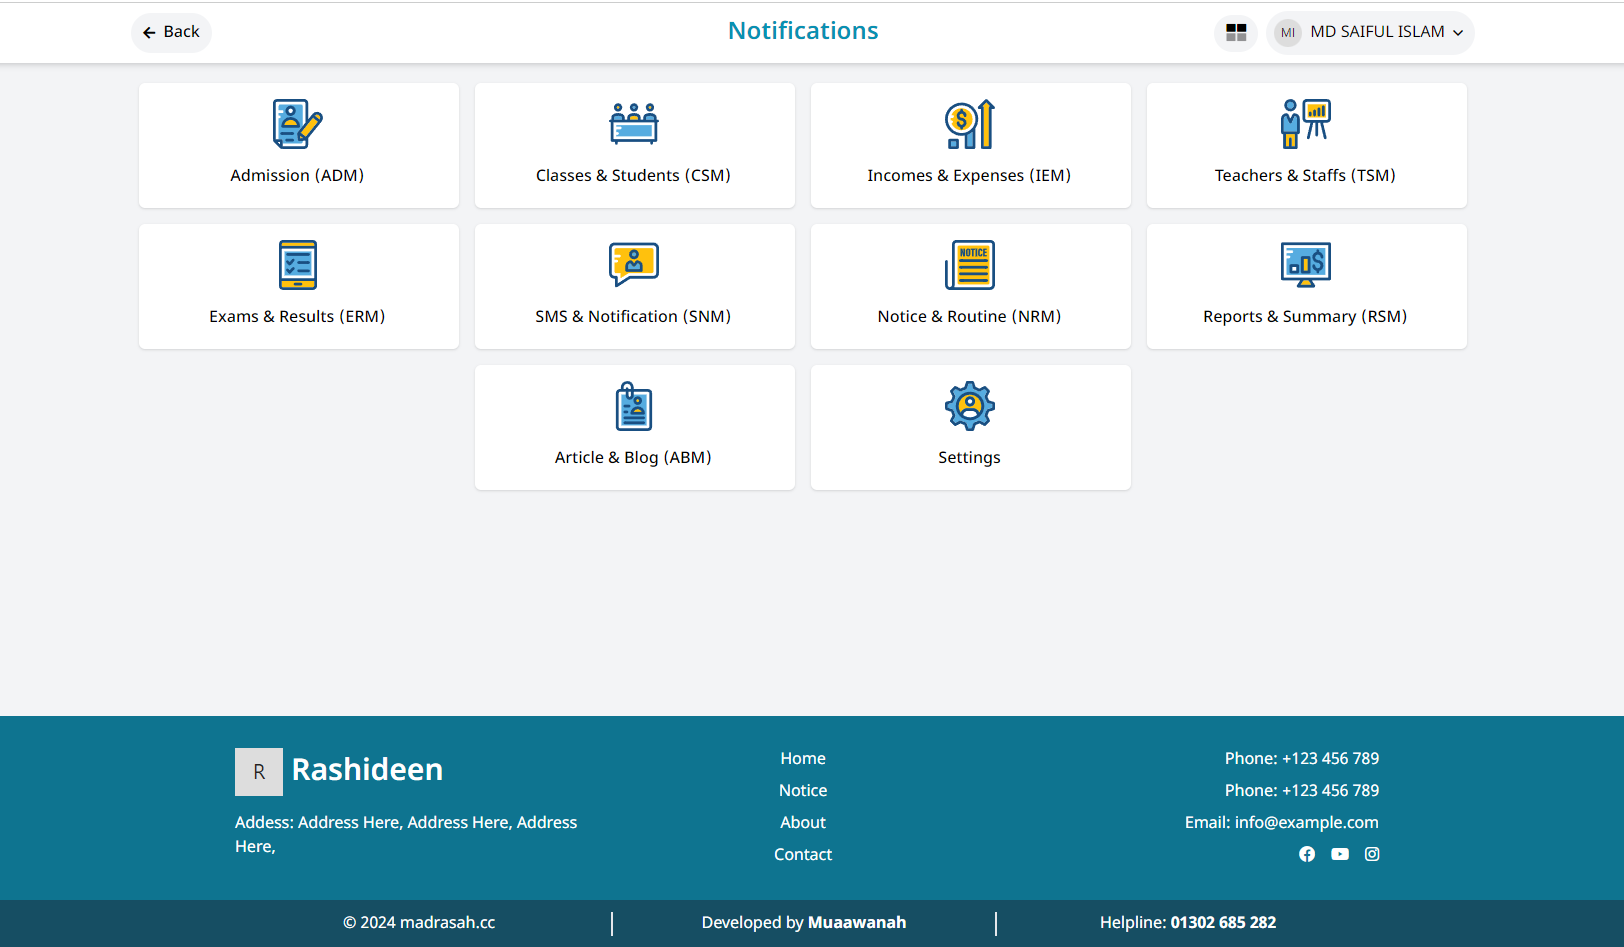 Back
Notifications
MI MD SAIFUL ISLAM
Admission (ADM)
Classes & Students (CSM)
Incomes & Expenses (IEM)
Teachers & Staffs (TSM)
Exams & Results (ERM)
SMS & Notification (SNM)
NOTICE
Notice & Routine (NRM)
Reports & Summary (RSM)
Article & Blog (ABM)
Settings
R Rashideen
Addess: Address Here, Address Here, Address
Here,
Home
Notice
About
Contact
Phone: +123 456 789
Phone: +123 456 789
Email: info@example.com
© 2024 madrasah.cc
Developed by Muaawanah
Helpline: 01302 685 282